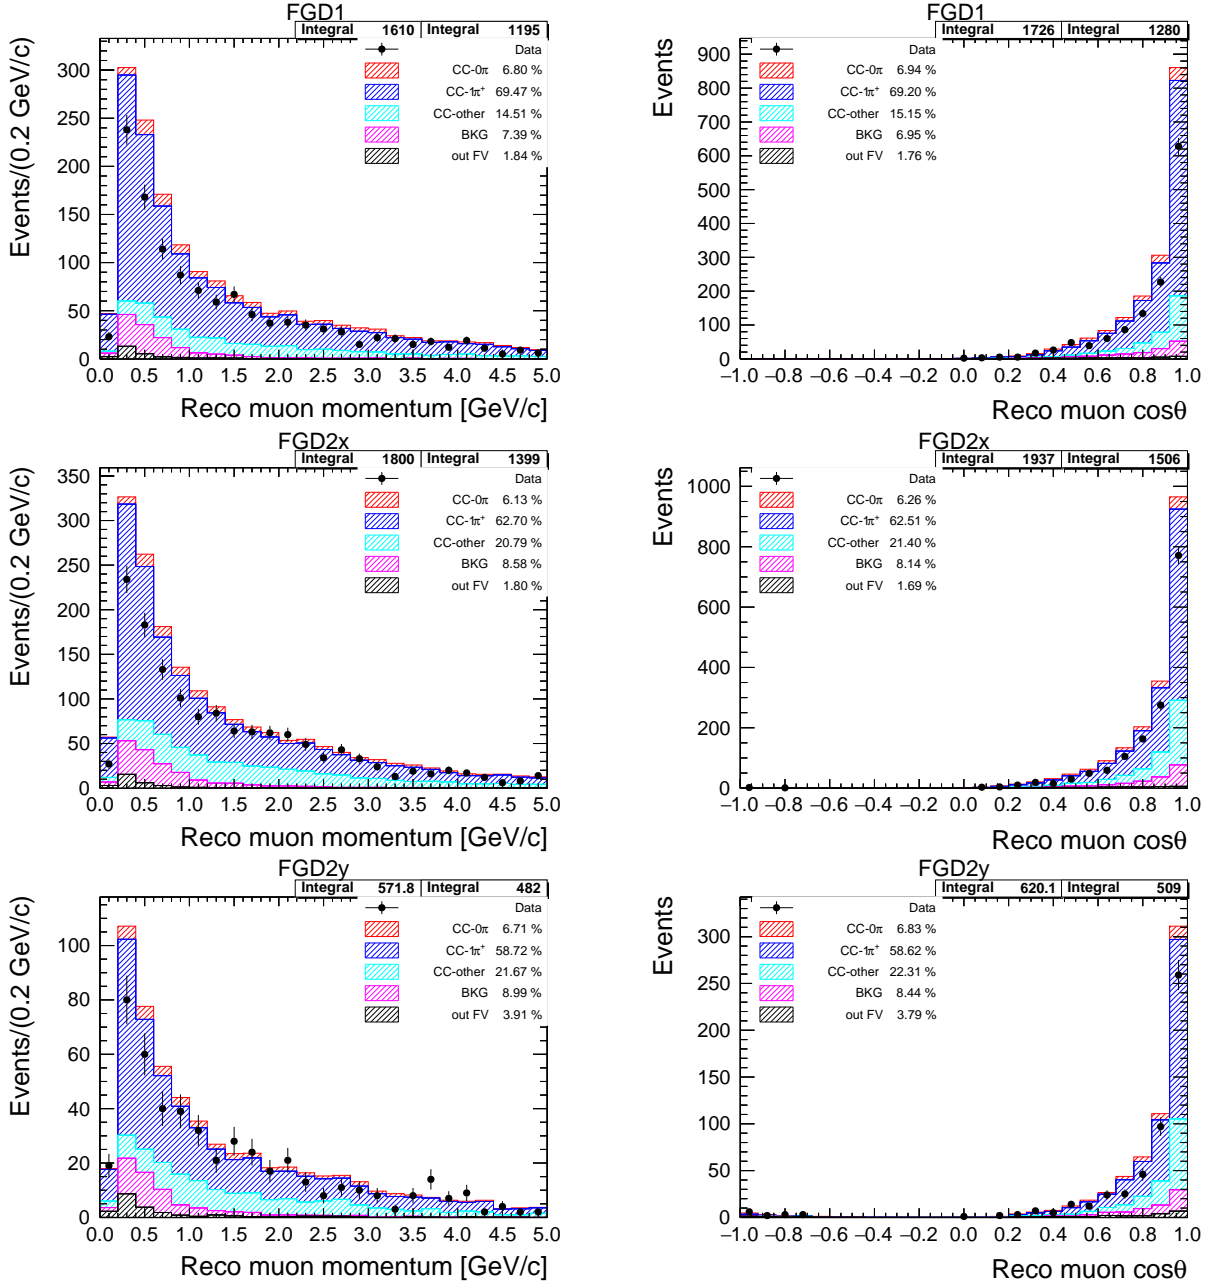 FGD1
Integral 1610 Integral 1195
Data
CC-0π 6.80 %
CC-1π⁺ 69.47 %
CC-other 14.51 %
BKG 7.39 %
out FV 1.84 %
Events/(0.2 GeV/c)
300
250
200
150
100
50
0
0.0 0.5 1.0 1.5 2.0 2.5 3.0 3.5 4.0 4.5 5.0
Reco muon momentum [GeV/c]
FGD1
Integral 1726 Integral 1280
Data
CC-0π 6.94 %
CC-1π⁺ 69.20 %
CC-other 15.15 %
BKG 6.95 %
out FV 1.76 %
Events
900
800
700
600
500
400
300
200
100
0
−1.0 −0.8 −0.6 −0.4 −0.2 0.0 0.2 0.4 0.6 0.8 1.0
Reco muon cosθ
FGD2x
Integral 1800 Integral 1399
Data
CC-0π 6.13 %
CC-1π⁺ 62.70 %
CC-other 20.79 %
BKG 8.58 %
out FV 1.80 %
Events/(0.2 GeV/c)
350
300
250
200
150
100
50
0
0.0 0.5 1.0 1.5 2.0 2.5 3.0 3.5 4.0 4.5 5.0
Reco muon momentum [GeV/c]
FGD2x
Integral 1937 Integral 1506
Data
CC-0π 6.26 %
CC-1π⁺ 62.51 %
CC-other 21.40 %
BKG 8.14 %
out FV 1.69 %
Events
1000
800
600
400
200
0
−1.0 −0.8 −0.6 −0.4 −0.2 0.0 0.2 0.4 0.6 0.8 1.0
Reco muon cosθ
FGD2y
Integral 571.8 Integral 482
Data
CC-0π 6.71 %
CC-1π⁺ 58.72 %
CC-other 21.67 %
BKG 8.99 %
out FV 3.91 %
Events/(0.2 GeV/c)
100
80
60
40
20
0
0.0 0.5 1.0 1.5 2.0 2.5 3.0 3.5 4.0 4.5 5.0
Reco muon momentum [GeV/c]
FGD2y
Integral 620.1 Integral 509
Data
CC-0π 6.83 %
CC-1π⁺ 58.62 %
CC-other 22.31 %
BKG 8.44 %
out FV 3.79 %
Events
300
250
200
150
100
50
0
−1.0 −0.8 −0.6 −0.4 −0.2 0.0 0.2 0.4 0.6 0.8 1.0
Reco muon cosθ